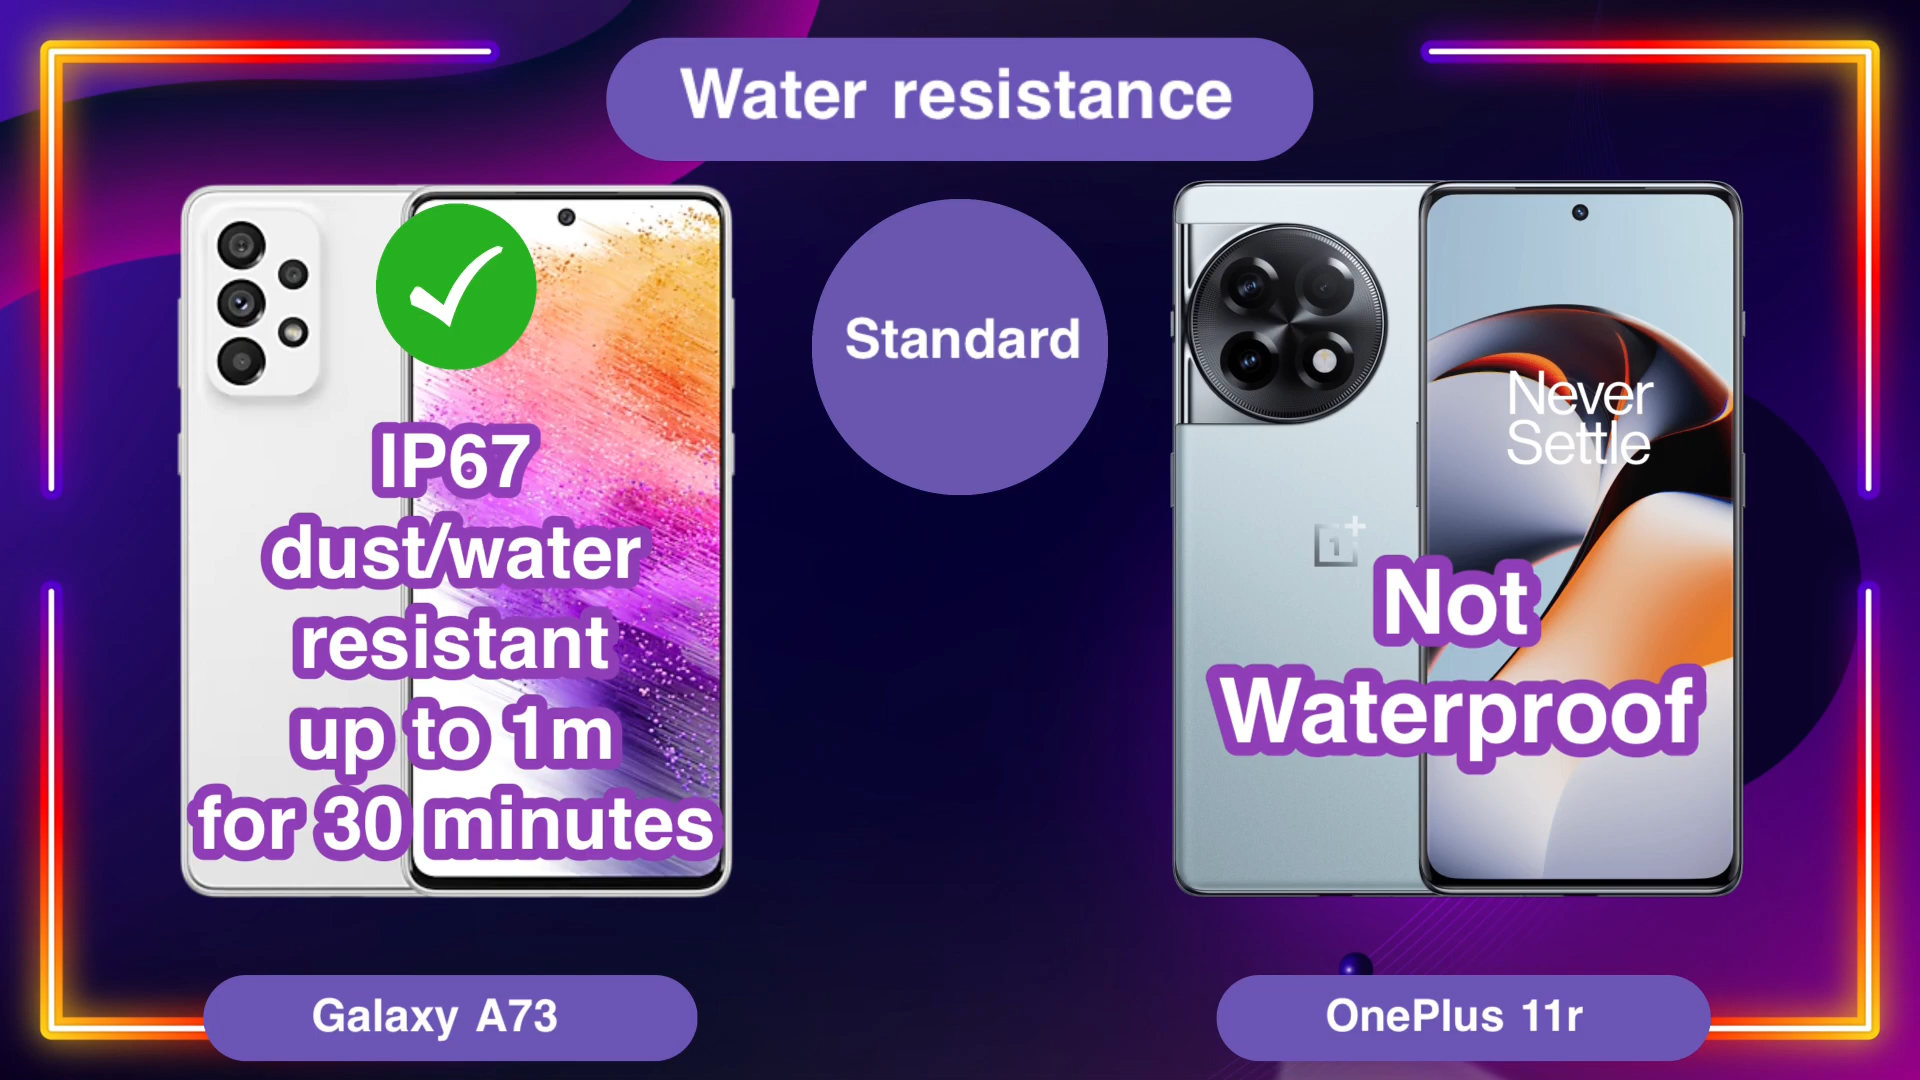 Water resistance
Standard
IP67
dust/water
resistant
up to 1m
for 30 minutes
Never
Settle
1+
Not
Waterproof
Galaxy A73
OnePlus 11r